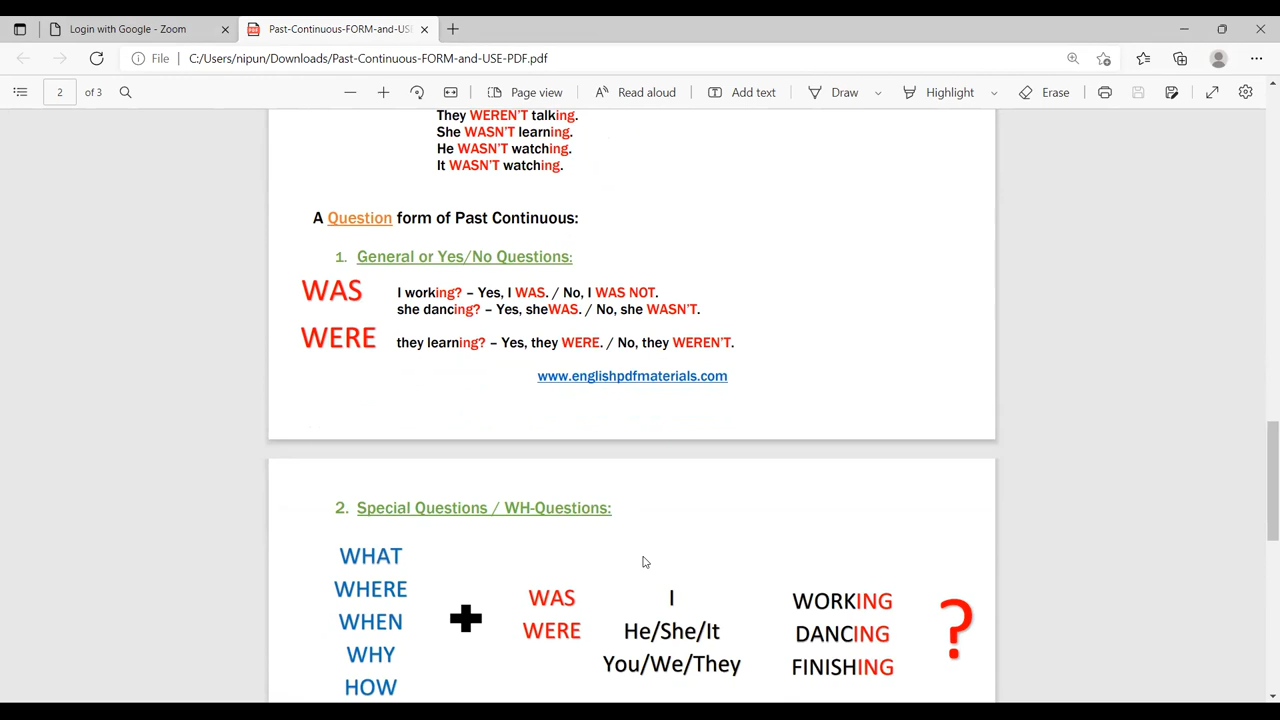 Login with Google - Zoom
Past-Continuous-FORM-and-USE
File C:/Users/nipun/Downloads/Past-Continuous-FORM-and-USE-PDF.pdf
2 of 3 Page view Read aloud Add text Draw Highlight Erase
They WEREN'T talking.
She WASN'T learning.
He WASN'T watching.
It WASN'T watching.
A Question form of Past Continuous:
1. General or Yes/No Questions:
WAS I working? – Yes, I WAS. / No, I WAS NOT.
she dancing? – Yes, sheWAS. / No, she WASN'T.
WERE they learning? – Yes, they WERE. / No, they WEREN'T.
www.englishpdfmaterials.com
2. Special Questions / WH-Questions:
WHAT
WHERE
WHEN
WHY
HOW
+
WAS
WERE
I
He/She/It
You/We/They
WORKING
DANCING
FINISHING
?